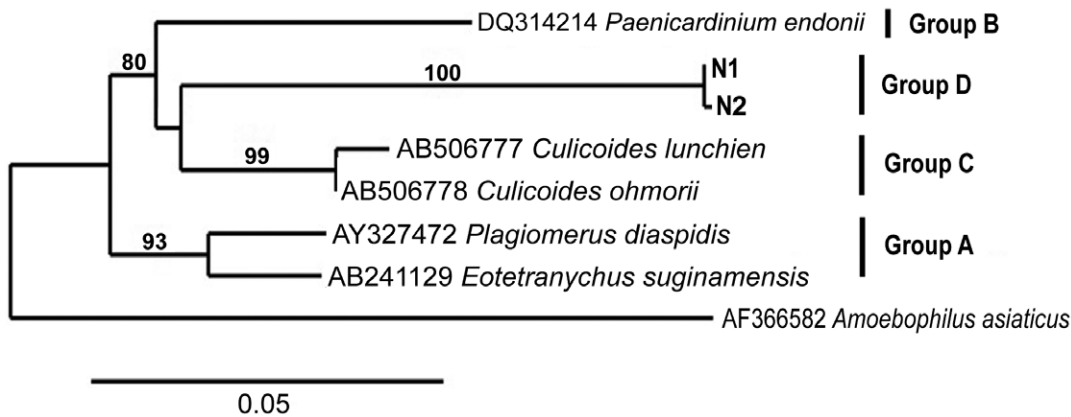 DQ314214 Paenicardinium endonii Group B
80
100 N1 Group D
N2
AB506777 Culicoides lunchien
99 Group C
AB506778 Culicoides ohmorii
AY327472 Plagiomerus diaspidis
93 Group A
AB241129 Eotetranychus suginamensis
AF366582 Amoebophilus asiaticus
0.05